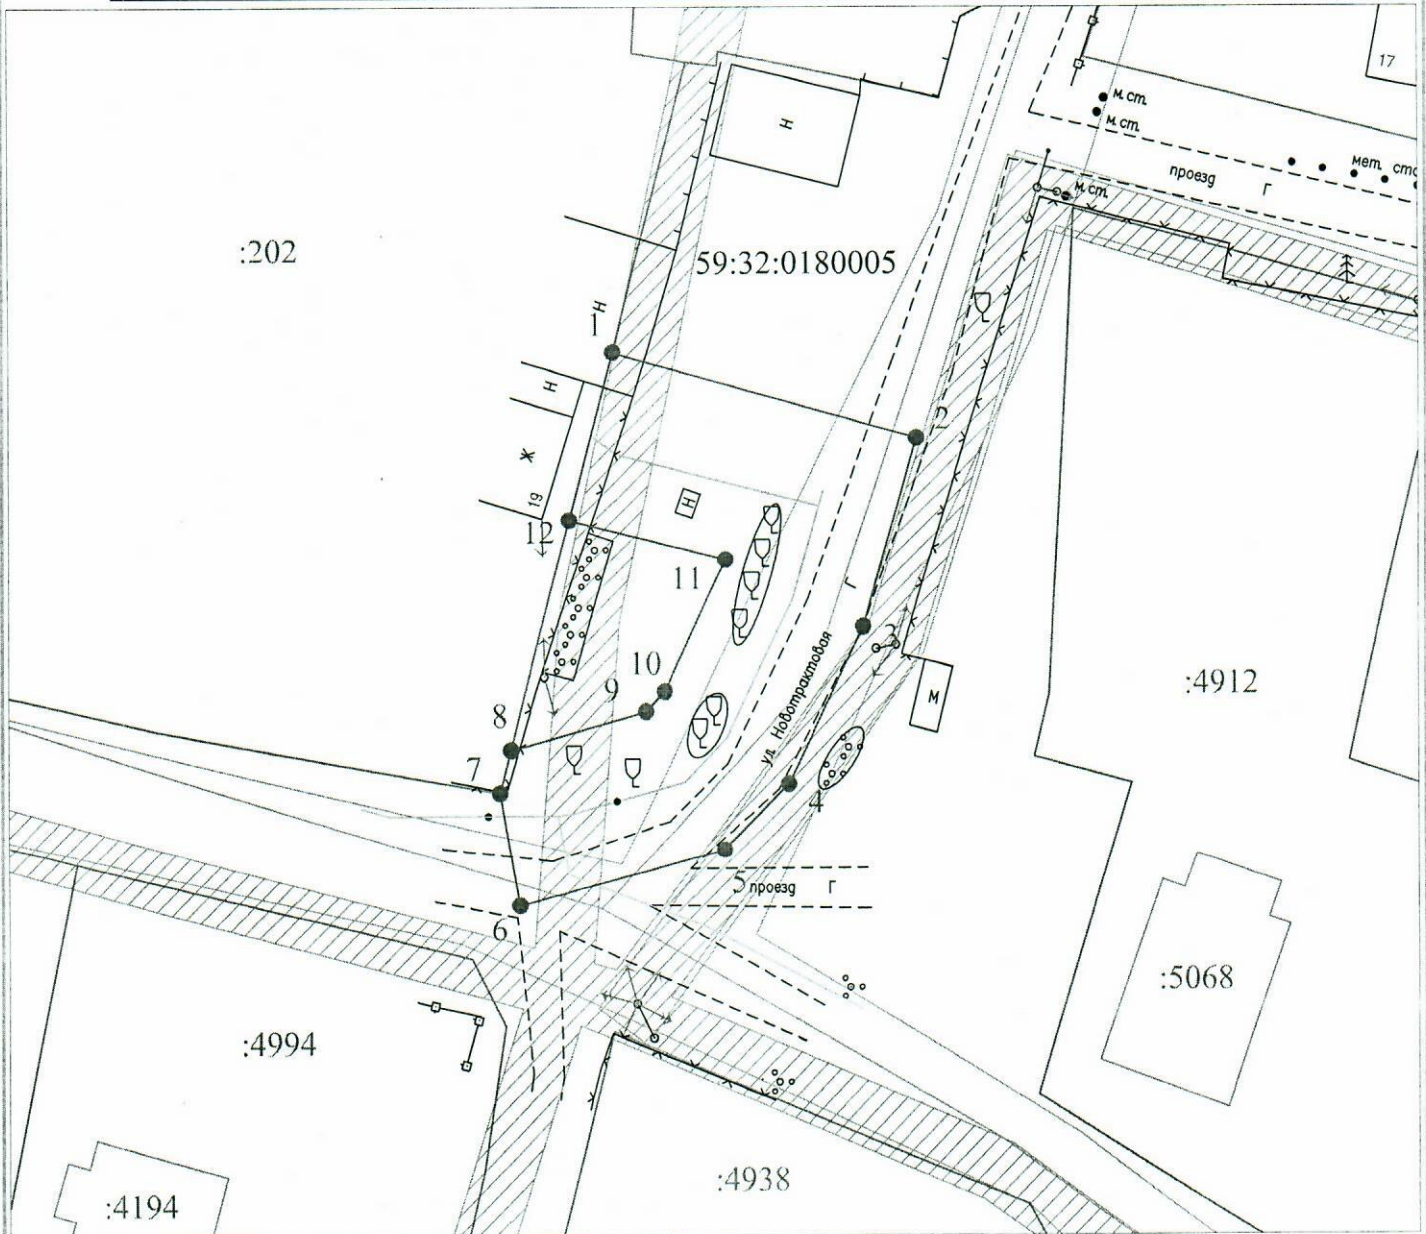 17
м. ст.
м. ст.
Н
мет. сто
проезд Г
м. ст.
:202
59:32:0180005
Н
1
Н
2
Ж
19
Н
12
11
Г
3
ул. Новотрактовая
10
9
:4912
М
8
7
4
5 проезд Г
6
:5068
:4994
:4938
:4194